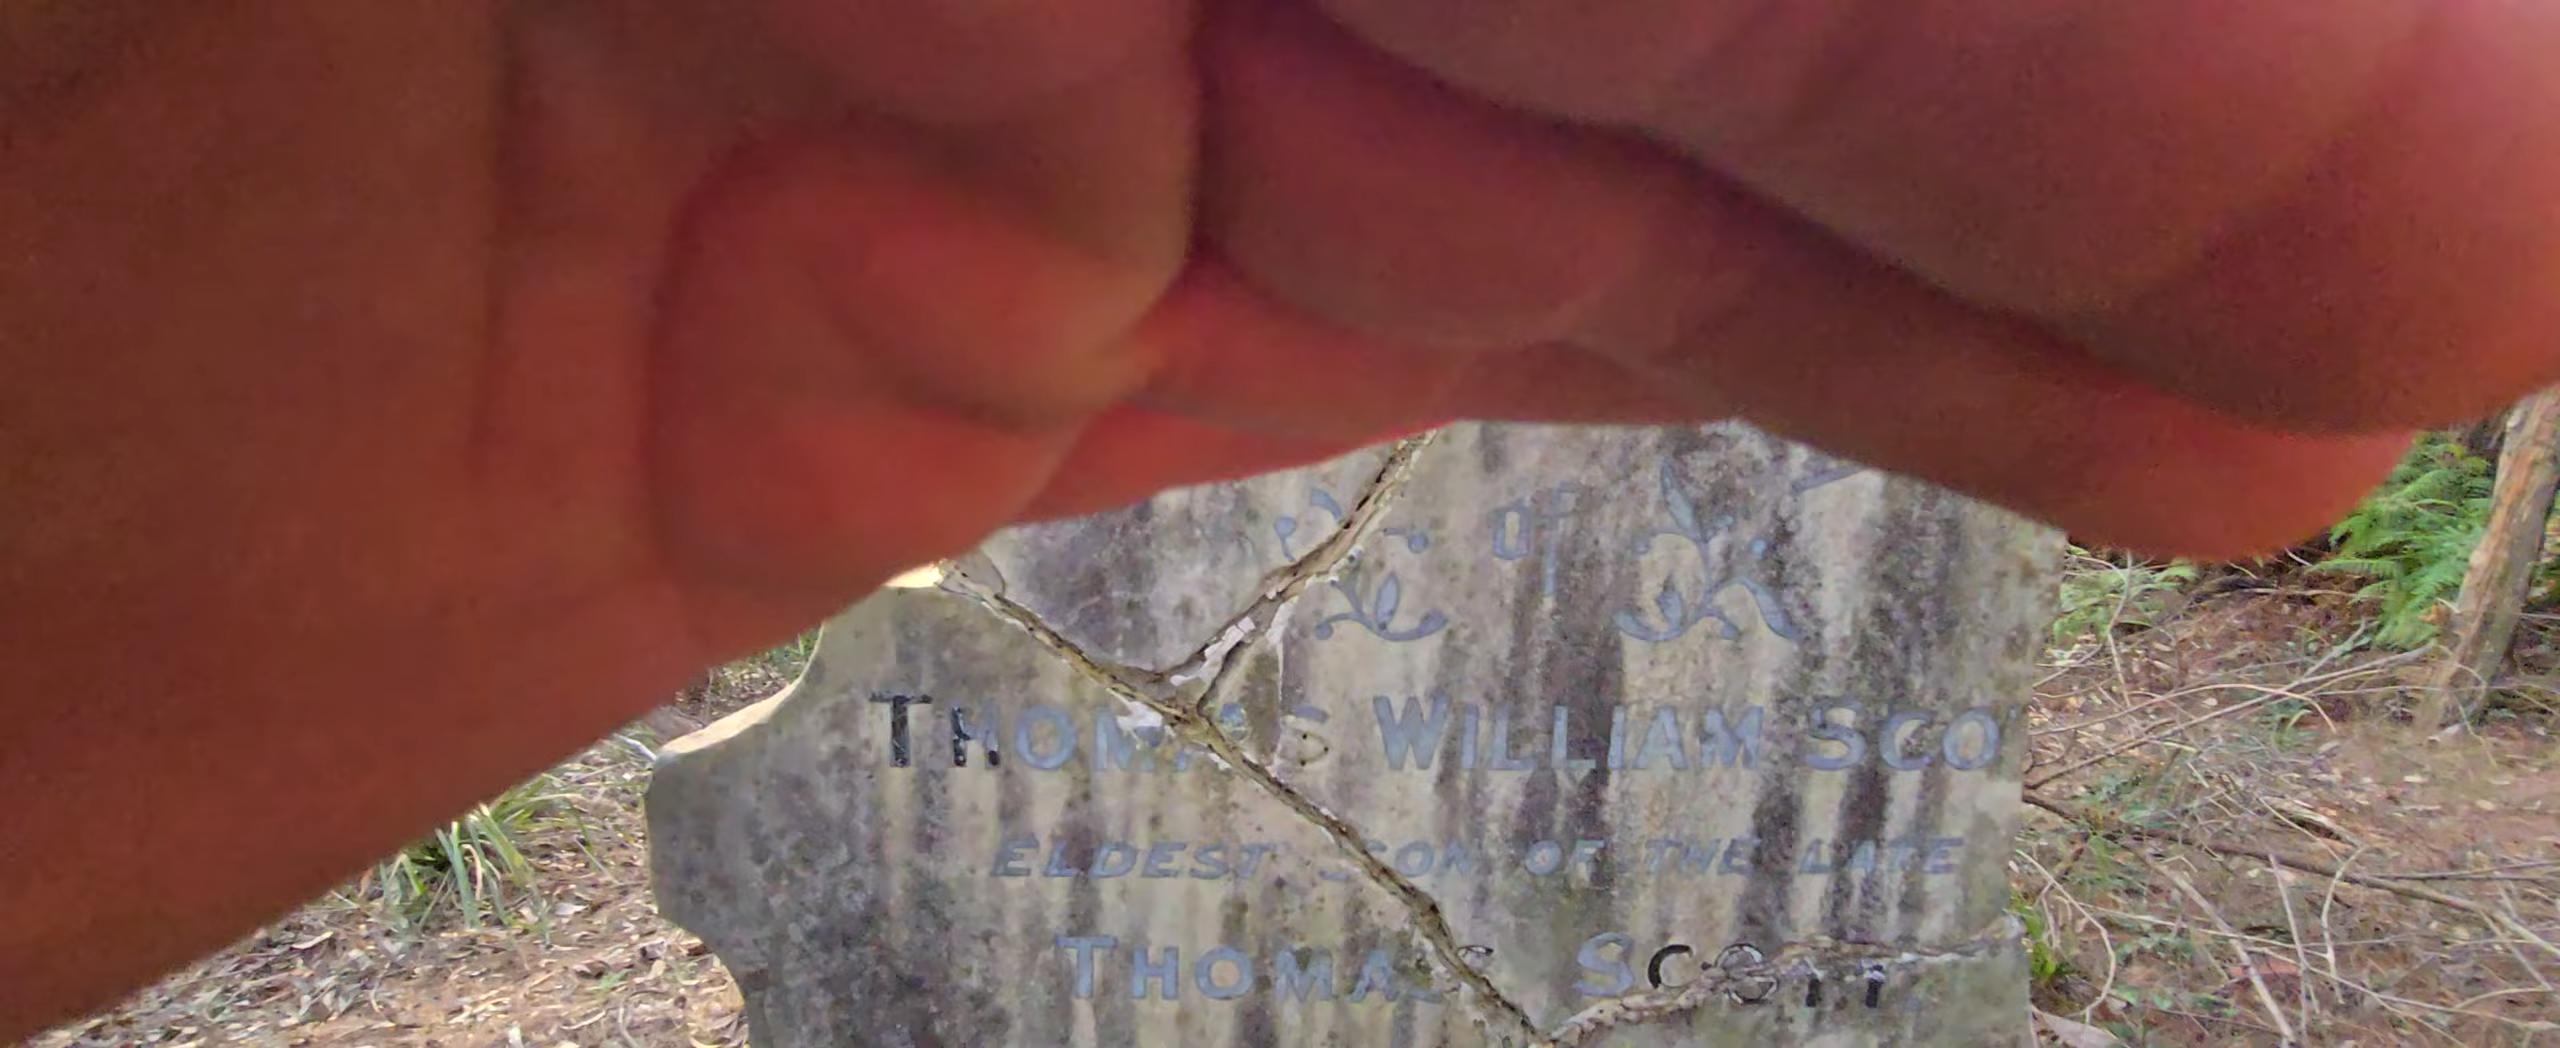 of
THOMAS WILLIAM SCO
ELDEST SON OF THE LATE
THOMAS SCOTT.